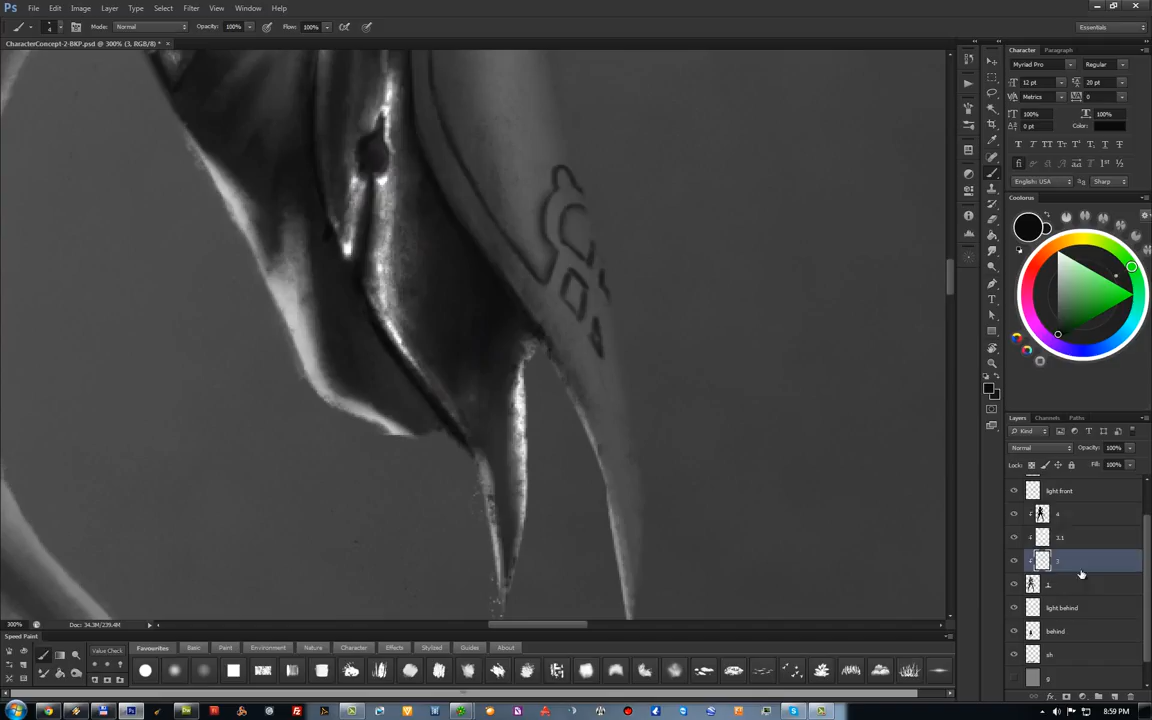 Ps File Edit Image Layer Type Select Filter View Window Help
4 Mode: Normal Opacity: 100% Flow: 100% Essentials
CharacterConcept-2-BKP.psd @ 300% (3, RGB/8) * ×
Character Paragraph
Myriad Pro Regular
12 pt 20 pt
Metrics 0
100% 100%
0 pt Color:
English: USA Sharp
Coolorus
Layers Channels Paths
Kind
Normal Opacity: 100%
Lock: Fill: 100%
light front
4
3.1
3
1
light behind
behind
sh
g
300% Doc: 34.3M/239.4M
Speed Paint
Value Check Favourites Basic Paint Environment Nature Character Effects Stylized Guides About
8:59 PM